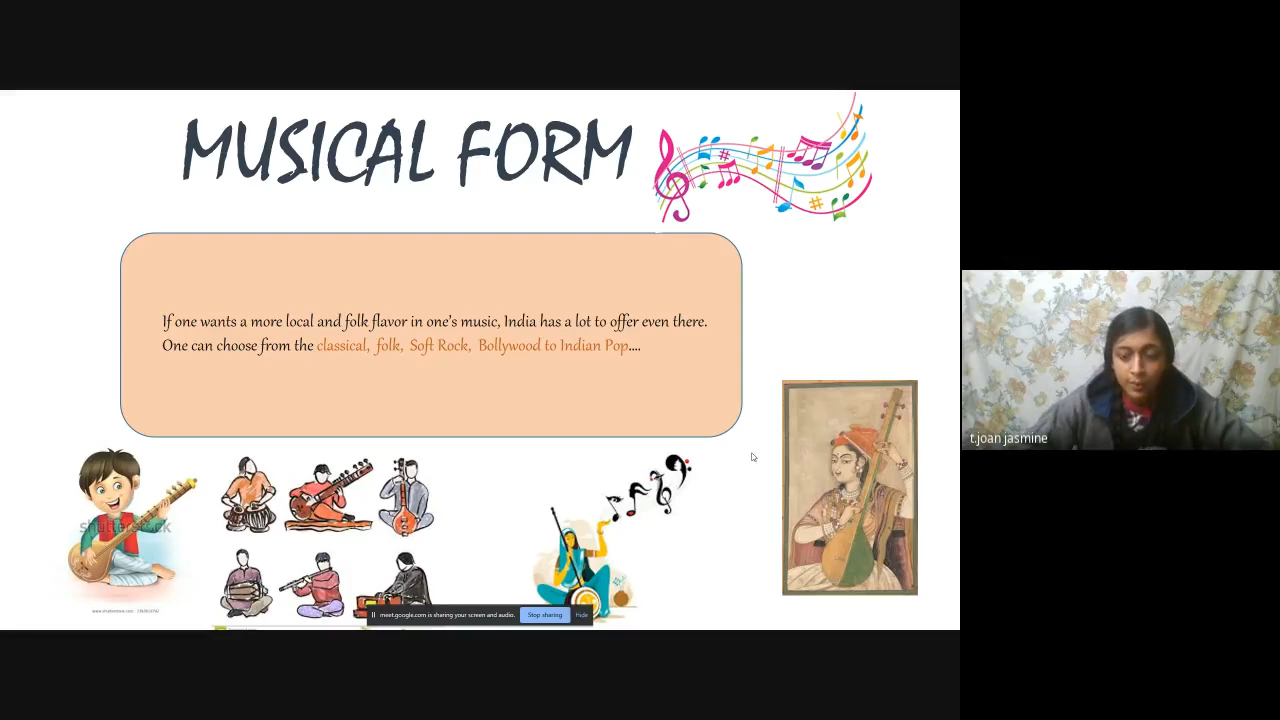 MUSICAL FORM
If one wants a more local and folk flavor in one's music, India has a lot to offer even there.
One can choose from the classical, folk, Soft Rock, Bollywood to Indian Pop....
t.joan jasmine
shutterstock
meet.google.com is sharing your screen and audio. Stop sharing Hide